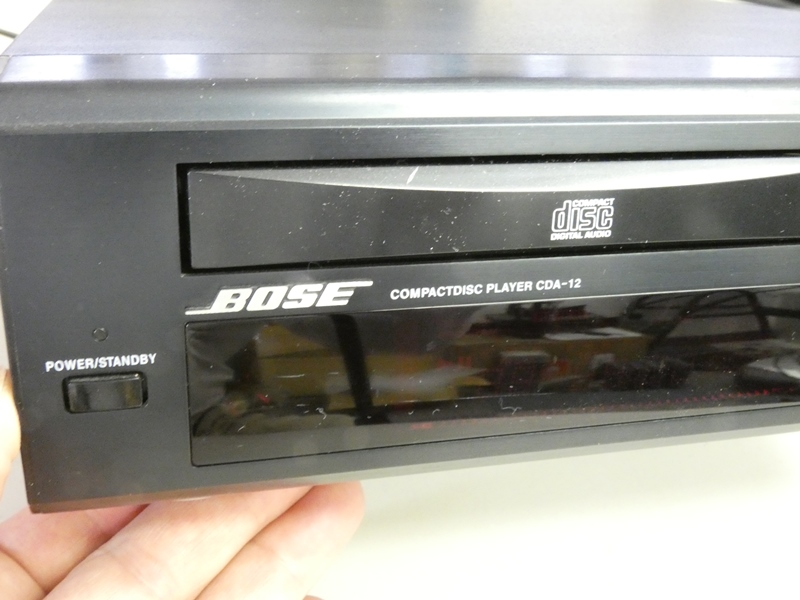 COMPACT
disc
DIGITAL AUDIO
BOSE
COMPACTDISC PLAYER CDA-12
POWER/STANDBY